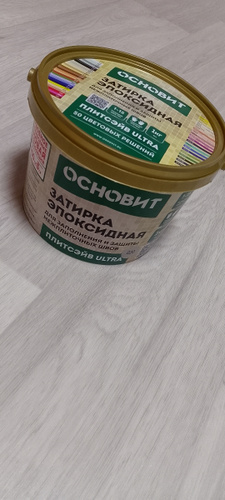 ОСНОВИТ
ЗАТИРКА
ЭПОКСИДНАЯ
ПЛИТСЭЙВ ULTRA
50 ЦВЕТОВЫХ РЕШЕНИЙ
ОСНОВИТ
ЗАТИРКА
ЭПОКСИДНАЯ
ДЛЯ ЗАПОЛНЕНИЯ И ЗАЩИТЫ
МЕЖПЛИТОЧНЫХ ШВОВ
ПЛИТСЭЙВ ULTRA